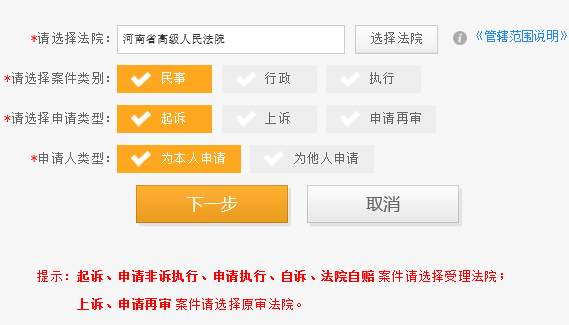 *请选择法院： 河南省高级人民法院 选择法院 《管辖范围说明》
*请选择案件类别： 民事 行政 执行
*请选择申请类型： 起诉 上诉 申请再审
*申请人类型： 为本人申请 为他人申请
下一步 取消
提示：起诉、申请非诉执行、申请执行、自诉、法院自赔 案件请选择受理法院；
上诉、申请再审 案件请选择原审法院。